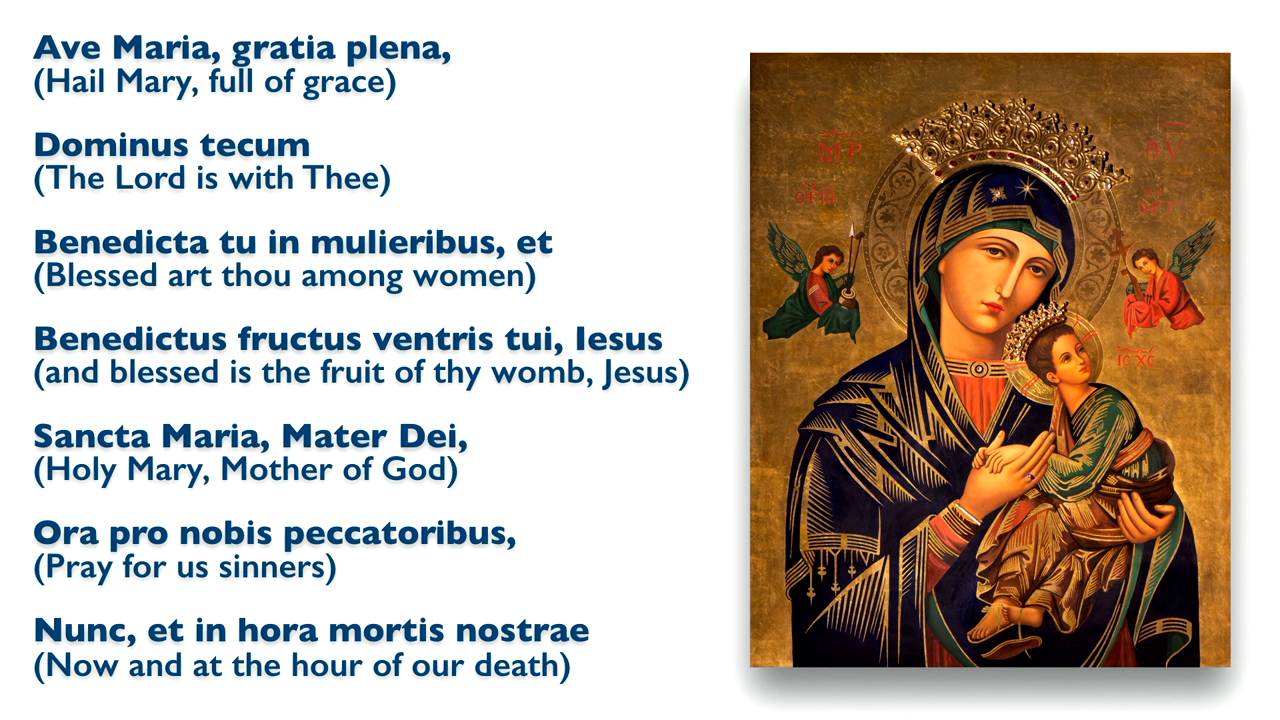 Ave Maria, gratia plena,
(Hail Mary, full of grace)
Dominus tecum
(The Lord is with Thee)
Benedicta tu in mulieribus, et
(Blessed art thou among women)
Benedictus fructus ventris tui, Iesus
(and blessed is the fruit of thy womb, Jesus)
Sancta Maria, Mater Dei,
(Holy Mary, Mother of God)
Ora pro nobis peccatoribus,
(Pray for us sinners)
Nunc, et in hora mortis nostrae
(Now and at the hour of our death)
ΜΡ ΘΥ
IC XC